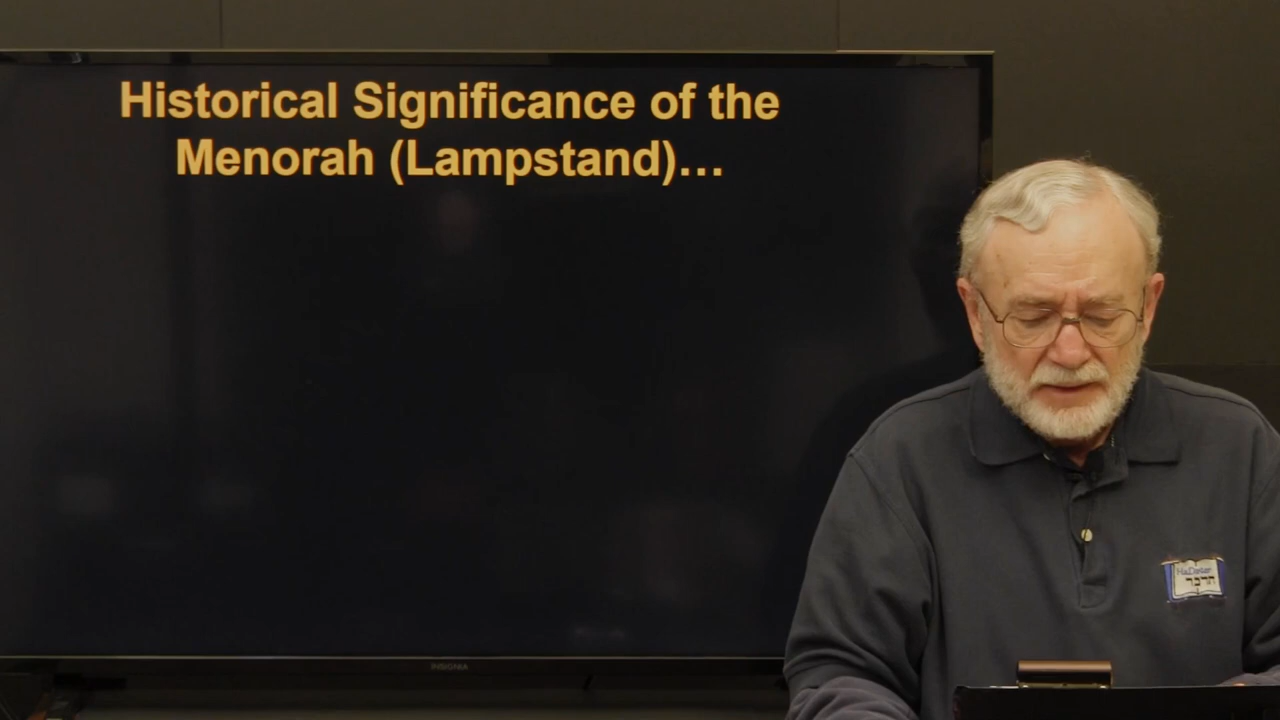 Historical Significance of the
Menorah (Lampstand)…
INSIGNIA
HaDavar
הדבר